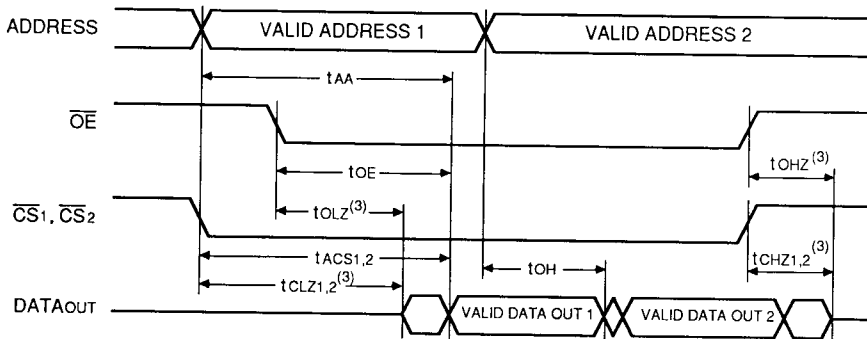 ADDRESS
VALID ADDRESS 1
VALID ADDRESS 2
tAA
OE
tOE
tOHZ(3)
tOLZ(3)
CS1, CS2
tACS1,2
tOH
tCHZ1,2(3)
tCLZ1,2(3)
DATAOUT
VALID DATA OUT 1
VALID DATA OUT 2